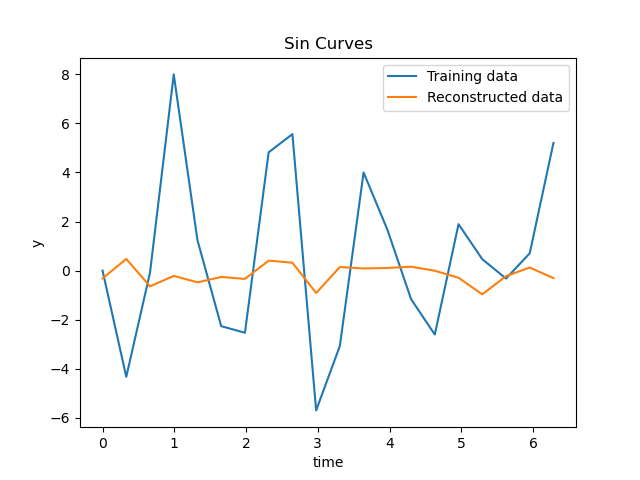 Sin Curves
Training data
Reconstructed data
8
6
4
2
0
−2
−4
−6
y
0 1 2 3 4 5 6
time